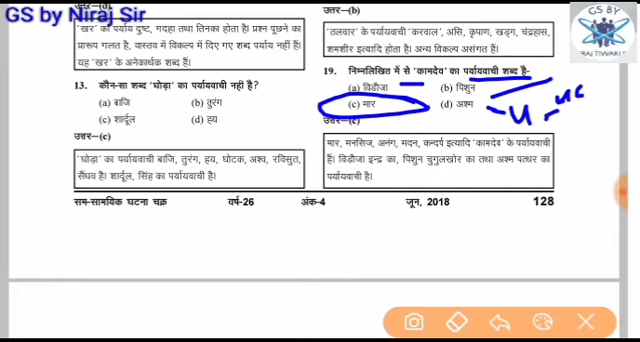 GS by Niraj Sir
उत्तर-(d)
'खर' का पर्याय दुष्ट, गदहा तथा तिनका होता है। प्रश्न पूछने का
प्रारूप गलत है, वास्तव में विकल्प में दिए गए शब्द पर्याय नहीं हैं।
यह 'खर' के अनेकार्थक शब्द हैं।
13. कौन-सा शब्द 'घोड़ा' का पर्यायवाची नहीं है?
(a) बाजि (b) तुरंग
(c) शार्दूल (d) हय
उत्तर-(c)
'घोड़ा' का पर्यायवाची बाजि, तुरंग, हय, घोटक, अश्व, रविसुत,
सैंधव है। शार्दूल, सिंह का पर्यायवाची है।
उत्तर-(b)
'तलवार' के पर्यायवाची 'करवाल', असि, कृपाण, खड्ग, चंद्रहास,
शमशीर इत्यादि होता है। अन्य विकल्प असंगत हैं।
19. निम्नलिखित में से 'कामदेव' का पर्यायवाची शब्द है-
(a) विडौजा (b) पिशुन
(c) मार (d) अश्म
उत्तर-(c)
मार, मनसिज, अनंग, मदन, कन्दर्प इत्यादि 'कामदेव' के पर्यायवाची
हैं। विडौजा इन्द्र का, पिशुन चुगुलखोर का तथा अश्म पत्थर का
पर्यायवाची है।
सम-सामयिक घटना चक्र वर्ष-26 अंक-4 जून, 2018 128
GS BY